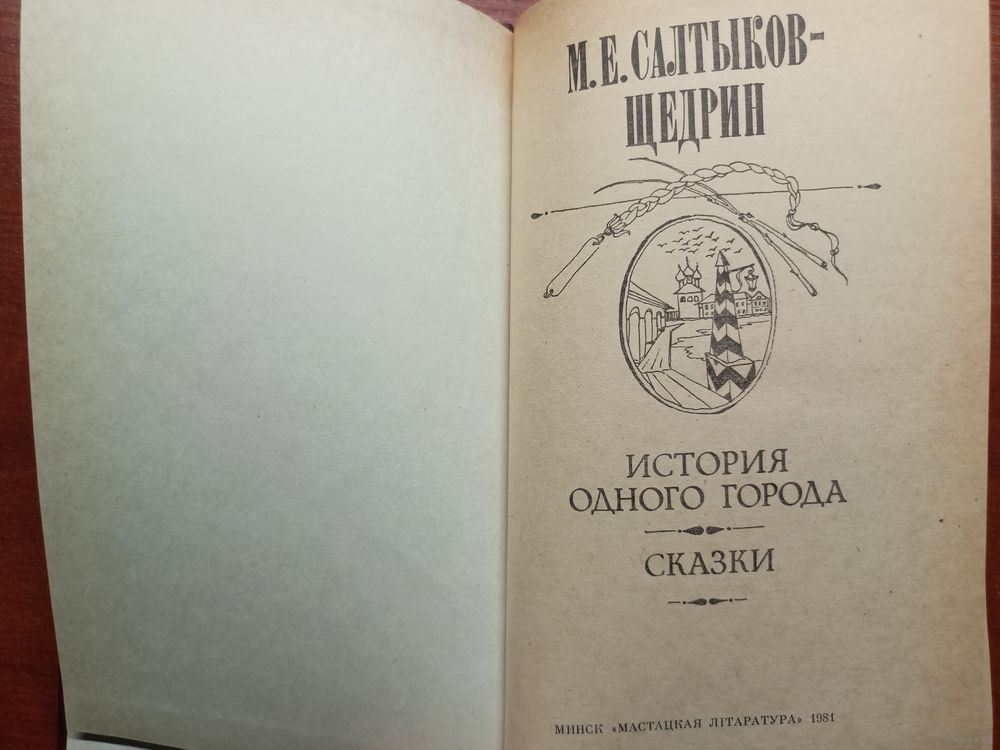 М. Е. САЛТЫКОВ-
ЩЕДРИН
ИСТОРИЯ
ОДНОГО ГОРОДА
СКАЗКИ
МИНСК «МАСТАЦКАЯ ЛІТАРАТУРА» 1981